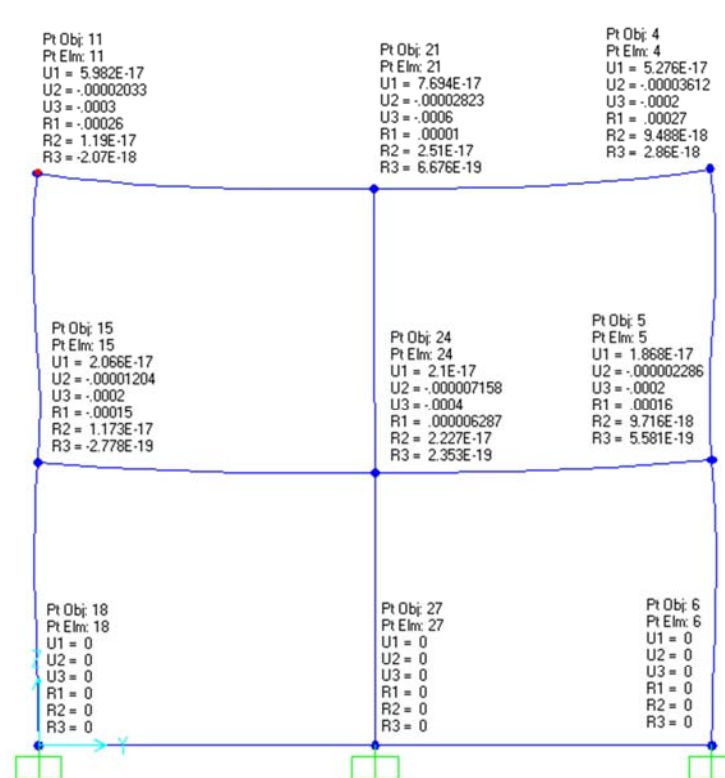 Pt Obj: 11
Pt Elm: 11
U1 = 5.982E-17
U2 = -.00002033
U3 = -.0003
R1 = -.00026
R2 = 1.19E-17
R3 = -2.07E-18
Pt Obj: 21
Pt Elm: 21
U1 = 7.694E-17
U2 = -.00002823
U3 = -.0006
R1 = .00001
R2 = 2.51E-17
R3 = 6.676E-19
Pt Obj: 4
Pt Elm: 4
U1 = 5.276E-17
U2 = -.00003612
U3 = -.0002
R1 = .00027
R2 = 9.488E-18
R3 = 2.86E-18
Pt Obj: 15
Pt Elm: 15
U1 = 2.066E-17
U2 = -.00001204
U3 = -.0002
R1 = -.00015
R2 = 1.173E-17
R3 = -2.778E-19
Pt Obj: 24
Pt Elm: 24
U1 = 2.1E-17
U2 = -.000007158
U3 = -.0004
R1 = .000006287
R2 = 2.227E-17
R3 = 2.353E-19
Pt Obj: 5
Pt Elm: 5
U1 = 1.868E-17
U2 = -.000002286
U3 = -.0002
R1 = .00016
R2 = 9.716E-18
R3 = 5.581E-19
Pt Obj: 18
Pt Elm: 18
U1 = 0
U2 = 0
U3 = 0
R1 = 0
R2 = 0
R3 = 0
Pt Obj: 27
Pt Elm: 27
U1 = 0
U2 = 0
U3 = 0
R1 = 0
R2 = 0
R3 = 0
Pt Obj: 6
Pt Elm: 6
U1 = 0
U2 = 0
U3 = 0
R1 = 0
R2 = 0
R3 = 0
Y